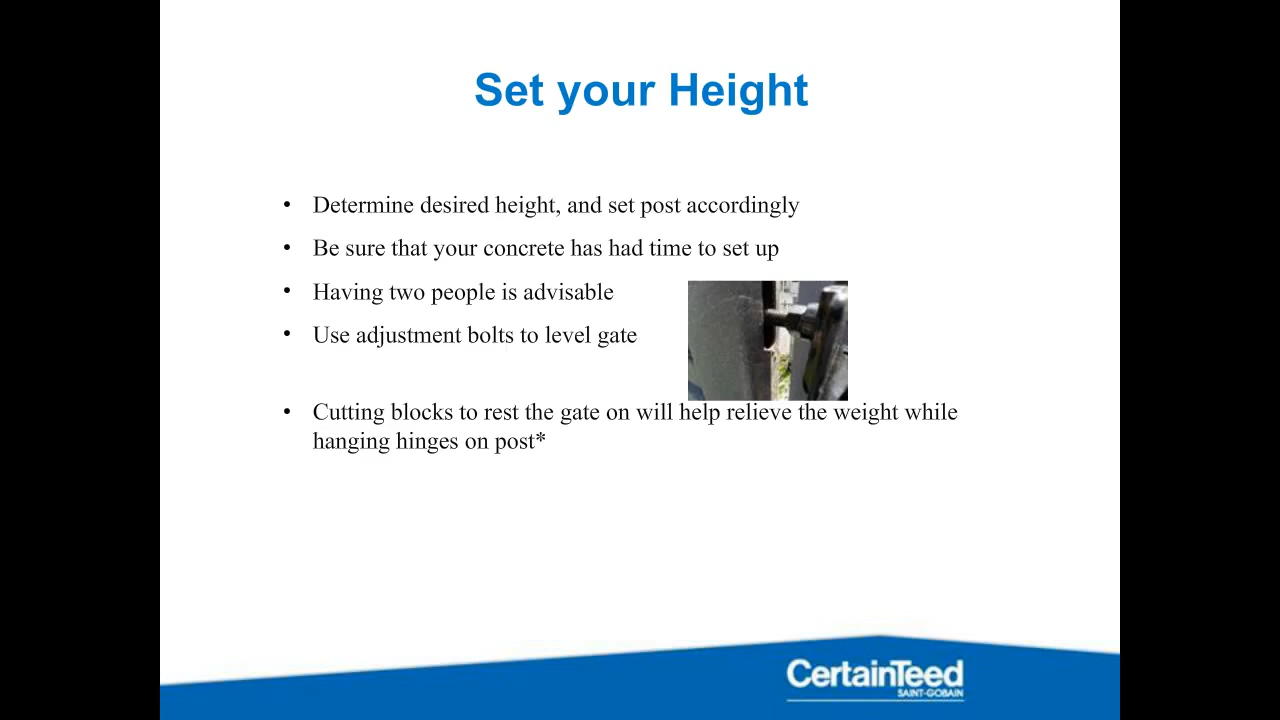 Set your Height
• Determine desired height, and set post accordingly
• Be sure that your concrete has had time to set up
• Having two people is advisable
• Use adjustment bolts to level gate
• Cutting blocks to rest the gate on will help relieve the weight while
hanging hinges on post*
CertainTeed
SAINT-GOBAIN